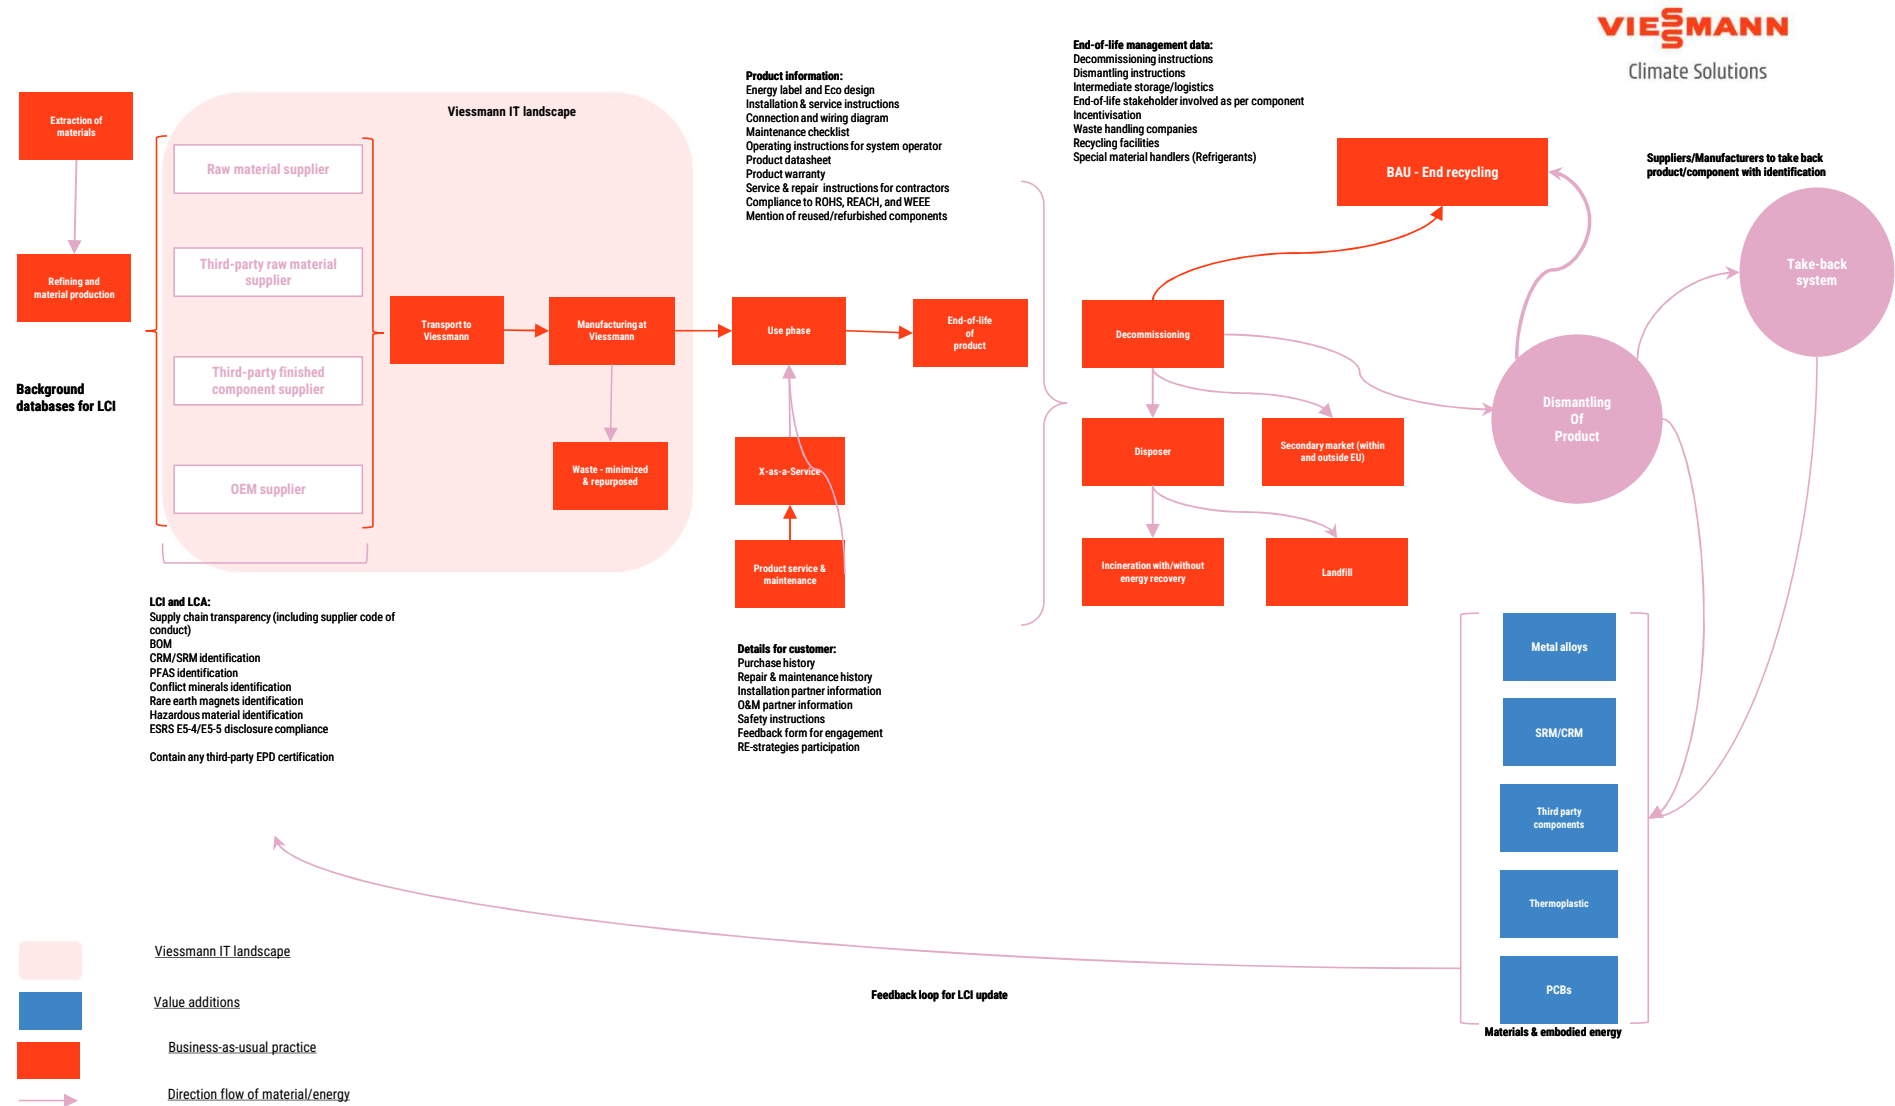 VIESSMANN
Climate Solutions
End-of-life management data:
Decommissioning instructions
Dismantling instructions
Intermediate storage/logistics
End-of-life stakeholder involved as per component
Incentivisation
Waste handling companies
Recycling facilities
Special material handlers (Refrigerants)
Product information:
Energy label and Eco design
Installation & service instructions
Connection and wiring diagram
Maintenance checklist
Operating instructions for system operator
Product datasheet
Product warranty
Service & repair instructions for contractors
Compliance to ROHS, REACH, and WEEE
Mention of reused/refurbished components
Viessmann IT landscape
Extraction of
materials
Refining and
material production
Background
databases for LCI
Raw material supplier
Third-party raw material
supplier
Third-party finished
component supplier
OEM supplier
Transport to
Viessmann
Manufacturing at
Viessmann
Waste - minimized
& repurposed
Use phase
End-of-life
of
product
X-as-a-Service
Product service &
maintenance
BAU - End recycling
Suppliers/Manufacturers to take back
product/component with identification
Take-back
system
Decommissioning
Dismantling
Of
Product
Disposer
Secondary market (within
and outside EU)
Incineration with/without
energy recovery
Landfill
LCI and LCA:
Supply chain transparency (including supplier code of
conduct)
BOM
CRM/SRM identification
PFAS identification
Conflict minerals identification
Rare earth magnets identification
Hazardous material identification
ESRS E5-4/E5-5 disclosure compliance
Contain any third-party EPD certification
Details for customer:
Purchase history
Repair & maintenance history
Installation partner information
O&M partner information
Safety instructions
Feedback form for engagement
RE-strategies participation
Metal alloys
SRM/CRM
Third party
components
Thermoplastic
PCBs
Materials & embodied energy
Feedback loop for LCI update
Viessmann IT landscape
Value additions
Business-as-usual practice
Direction flow of material/energy